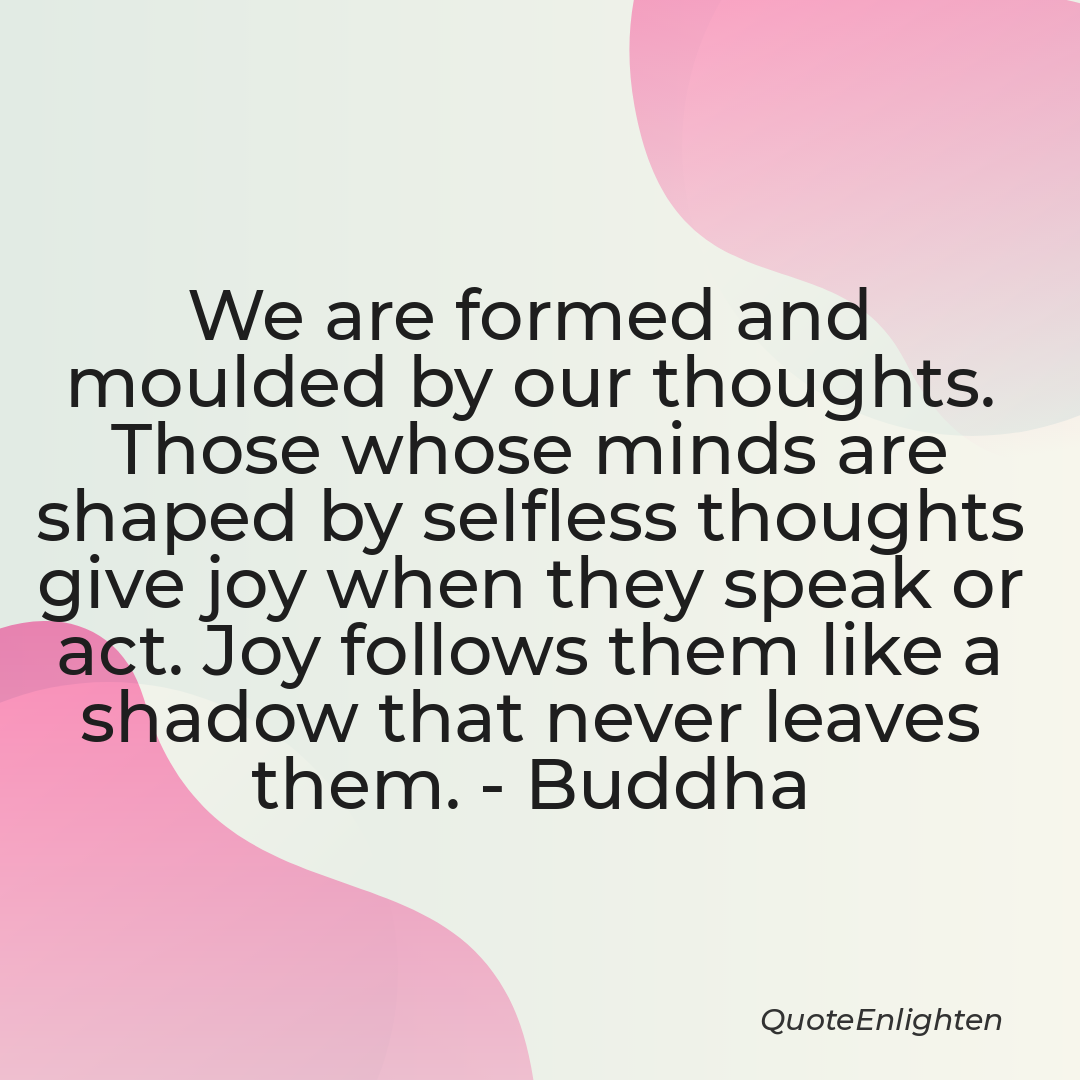 We are formed and
moulded by our thoughts.
Those whose minds are
shaped by selfless thoughts
give joy when they speak or
act. Joy follows them like a
shadow that never leaves
them. - Buddha
QuoteEnlighten